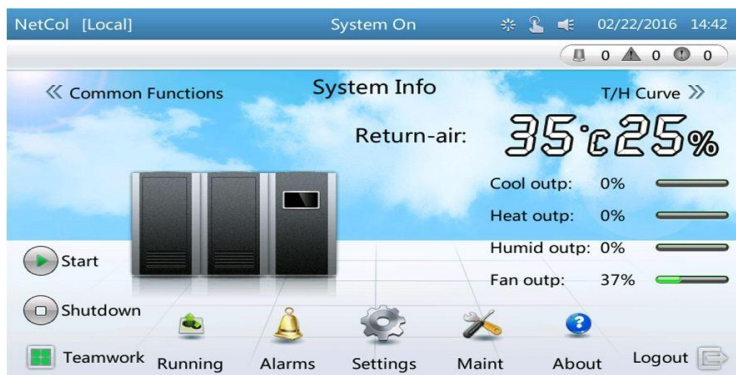 NetCol [Local] System On 02/22/2016 14:42
0 0 0
Common Functions System Info T/H Curve
Return-air: 35℃ 25%
Cool outp: 0%
Heat outp: 0%
Humid outp: 0%
Start
Fan outp: 37%
Shutdown
Teamwork Running Alarms Settings Maint About Logout